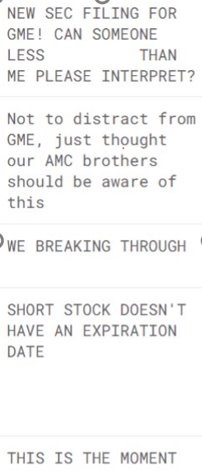 NEW SEC FILING FOR
GME! CAN SOMEONE
LESS THAN
ME PLEASE INTERPRET?
Not to distract from
GME, just thought
our AMC brothers
should be aware of
this
WE BREAKING THROUGH
SHORT STOCK DOESN'T
HAVE AN EXPIRATION
DATE
THIS IS THE MOMENT